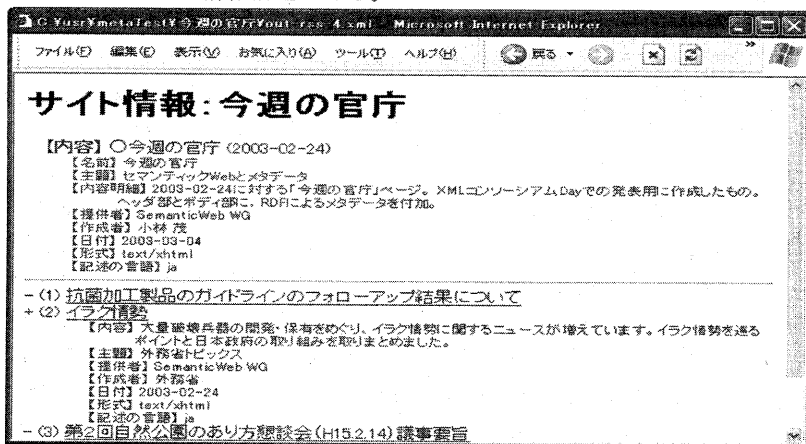 C:¥usr¥metaTest¥今週の官庁¥out_rss_4.xml - Microsoft Internet Explorer
ファイル(F) 編集(E) 表示(V) お気に入り(A) ツール(T) ヘルプ(H) 戻る »
サイト情報:今週の官庁
【内容】〇今週の官庁 (2003-02-24)
【名前】今週の官庁
【主題】セマンティックWebとメタデータ
【内容明細】2003-02-24に対する「今週の官庁」ページ。XMLコンソーシアムDayでの発表用に作成したもの。
ヘッダ部とボディ部に、RDFによるメタデータを付加。
【提供者】SemanticWeb WG
【作成者】小林 茂
【日付】2003-03-04
【形式】text/xhtml
【記述の言語】ja
- (1) 抗菌加工製品のガイドラインのフォローアップ結果について
+ (2) イラク情勢
【内容】大量破壊兵器の開発・保有をめぐり、イラク情勢に関するニュースが増えています。イラク情勢を巡る
ポイントと日本政府の取り組みを取りまとめました。
【主題】外務省トピックス
【提供者】SemanticWeb WG
【作成者】外務省
【日付】2003-02-24
【形式】text/xhtml
【記述の言語】ja
- (3) 第2回自然公園のあり方懇談会(H15.2.14)議事要旨